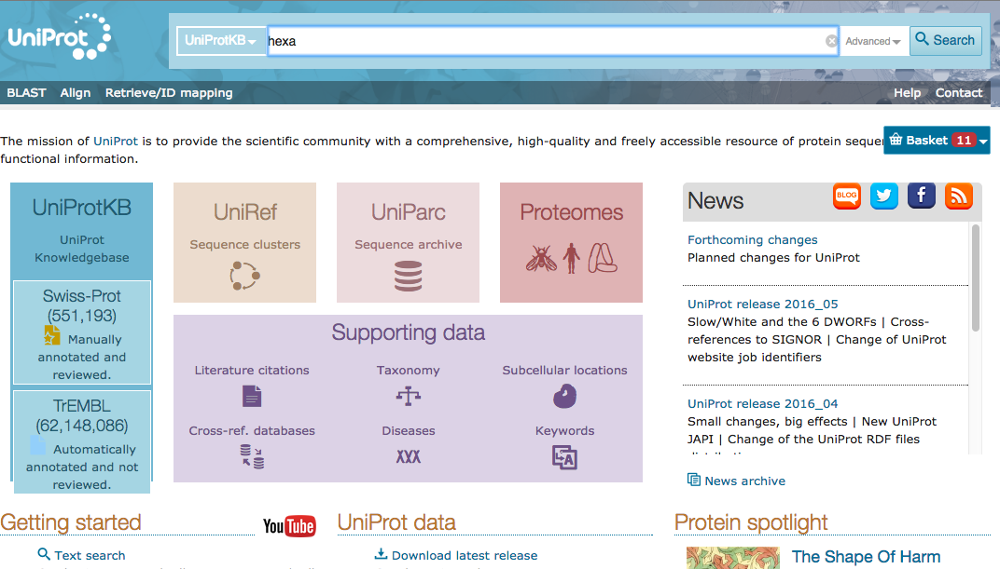 UniProt
UniProtKB
hexa
Advanced
Search
BLAST Align Retrieve/ID mapping
Help Contact
The mission of UniProt is to provide the scientific community with a comprehensive, high-quality and freely accessible resource of protein
functional information.
Basket 11
UniProtKB
UniProt
Knowledgebase
Swiss-Prot
(551,193)
Manually
annotated and
reviewed.
TrEMBL
(62,148,086)
Automatically
annotated and not
reviewed.
UniRef
Sequence clusters
UniParc
Sequence archive
Proteomes
Supporting data
Literature citations
Taxonomy
Subcellular locations
Cross-ref. databases
Diseases
Keywords
News
BLOG
Forthcoming changes
Planned changes for UniProt
UniProt release 2016_05
Slow/White and the 6 DWORFs | Cross-
references to SIGNOR | Change of UniProt
website job identifiers
UniProt release 2016_04
Small changes, big effects | New UniProt
JAPI | Change of the UniProt RDF files
News archive
Getting started
YouTube
Text search
UniProt data
Download latest release
Protein spotlight
The Shape Of Harm